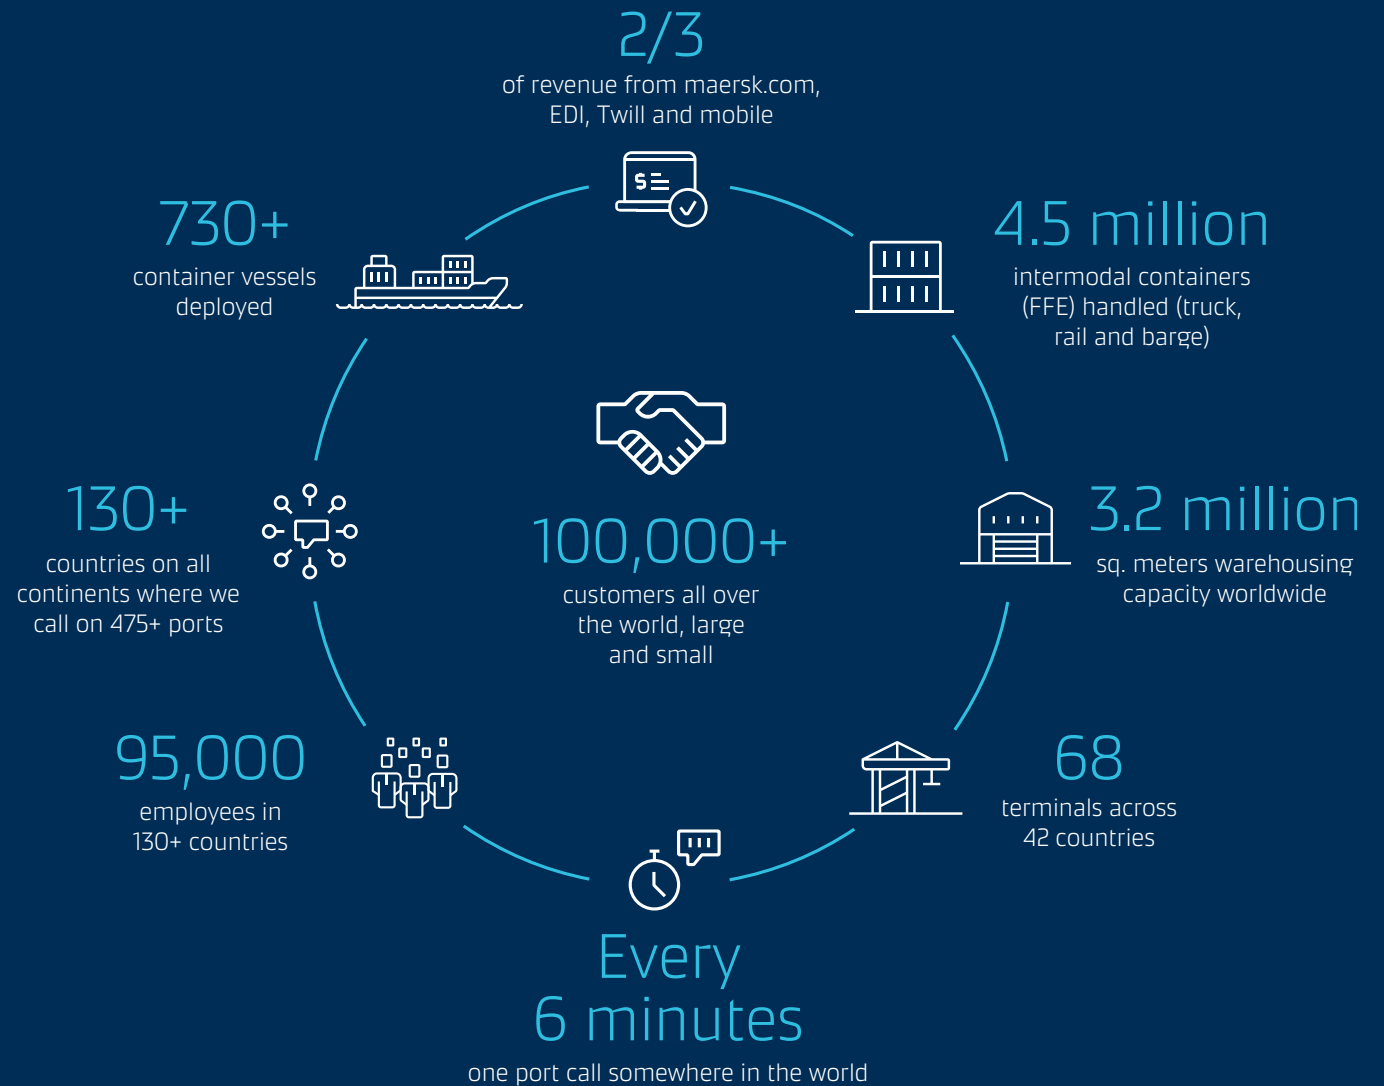 2/3
of revenue from maersk.com,
EDI, Twill and mobile
730+
container vessels
deployed
4.5 million
intermodal containers
(FFE) handled (truck,
rail and barge)
130+
countries on all
continents where we
call on 475+ ports
100,000+
customers all over
the world, large
and small
3.2 million
sq. meters warehousing
capacity worldwide
95,000
employees in
130+ countries
68
terminals across
42 countries
Every
6 minutes
one port call somewhere in the world
$